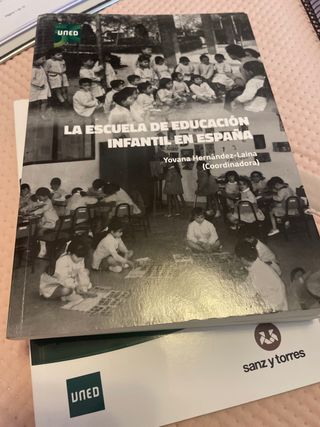 UNED
LA ESCUELA DE EDUCACIÓN
INFANTIL EN ESPAÑA
Yovana Hernández-Laina
(Coordinadora)
UNED
sanz y torres